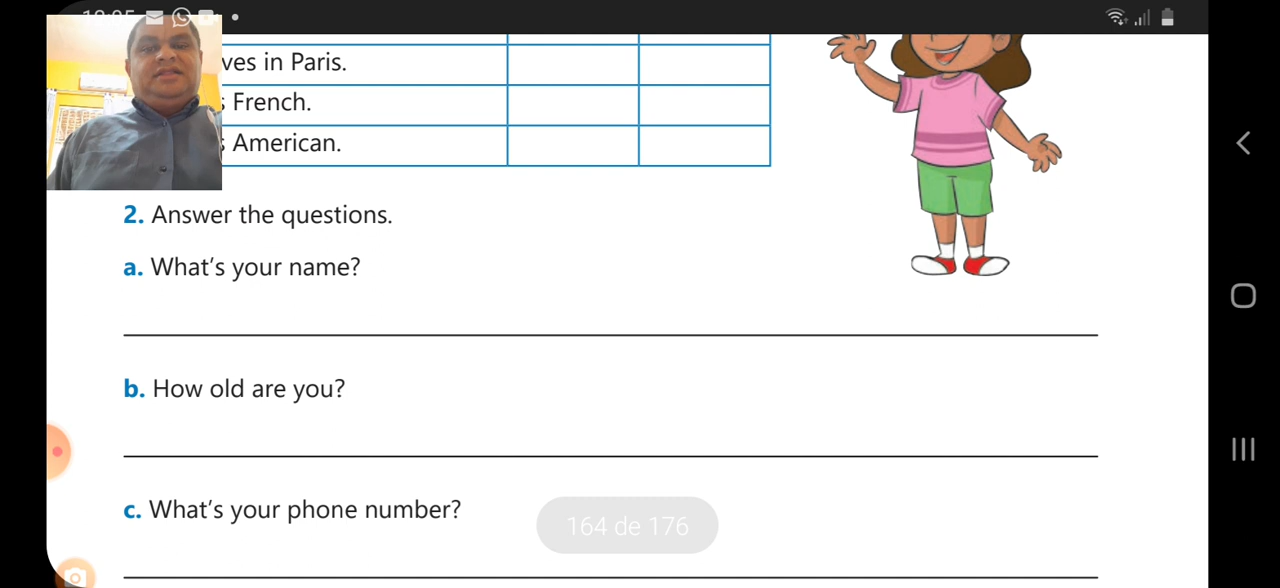 ves in Paris.
French.
American.
2. Answer the questions.
a. What's your name?
b. How old are you?
c. What's your phone number?
164 de 176